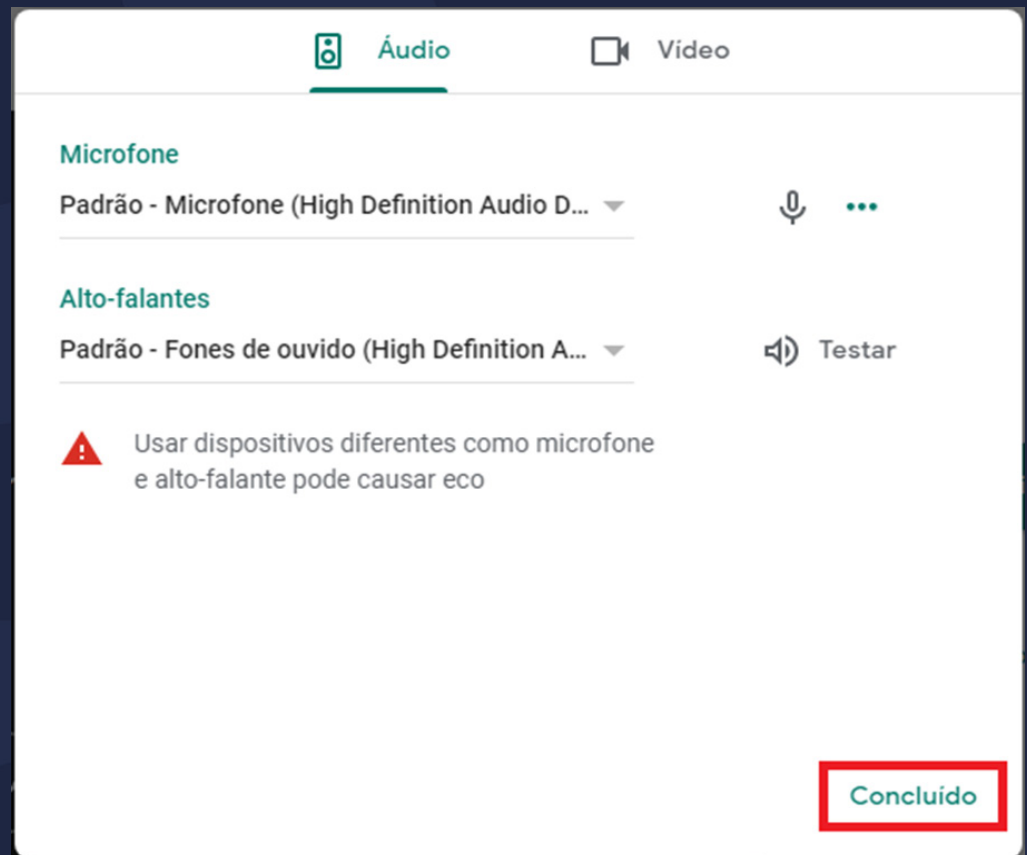 Áudio
Vídeo
Microfone
Padrão - Microfone (High Definition Audio D...
Alto-falantes
Padrão - Fones de ouvido (High Definition A...
Testar
Usar dispositivos diferentes como microfone
e alto-falante pode causar eco
Concluído